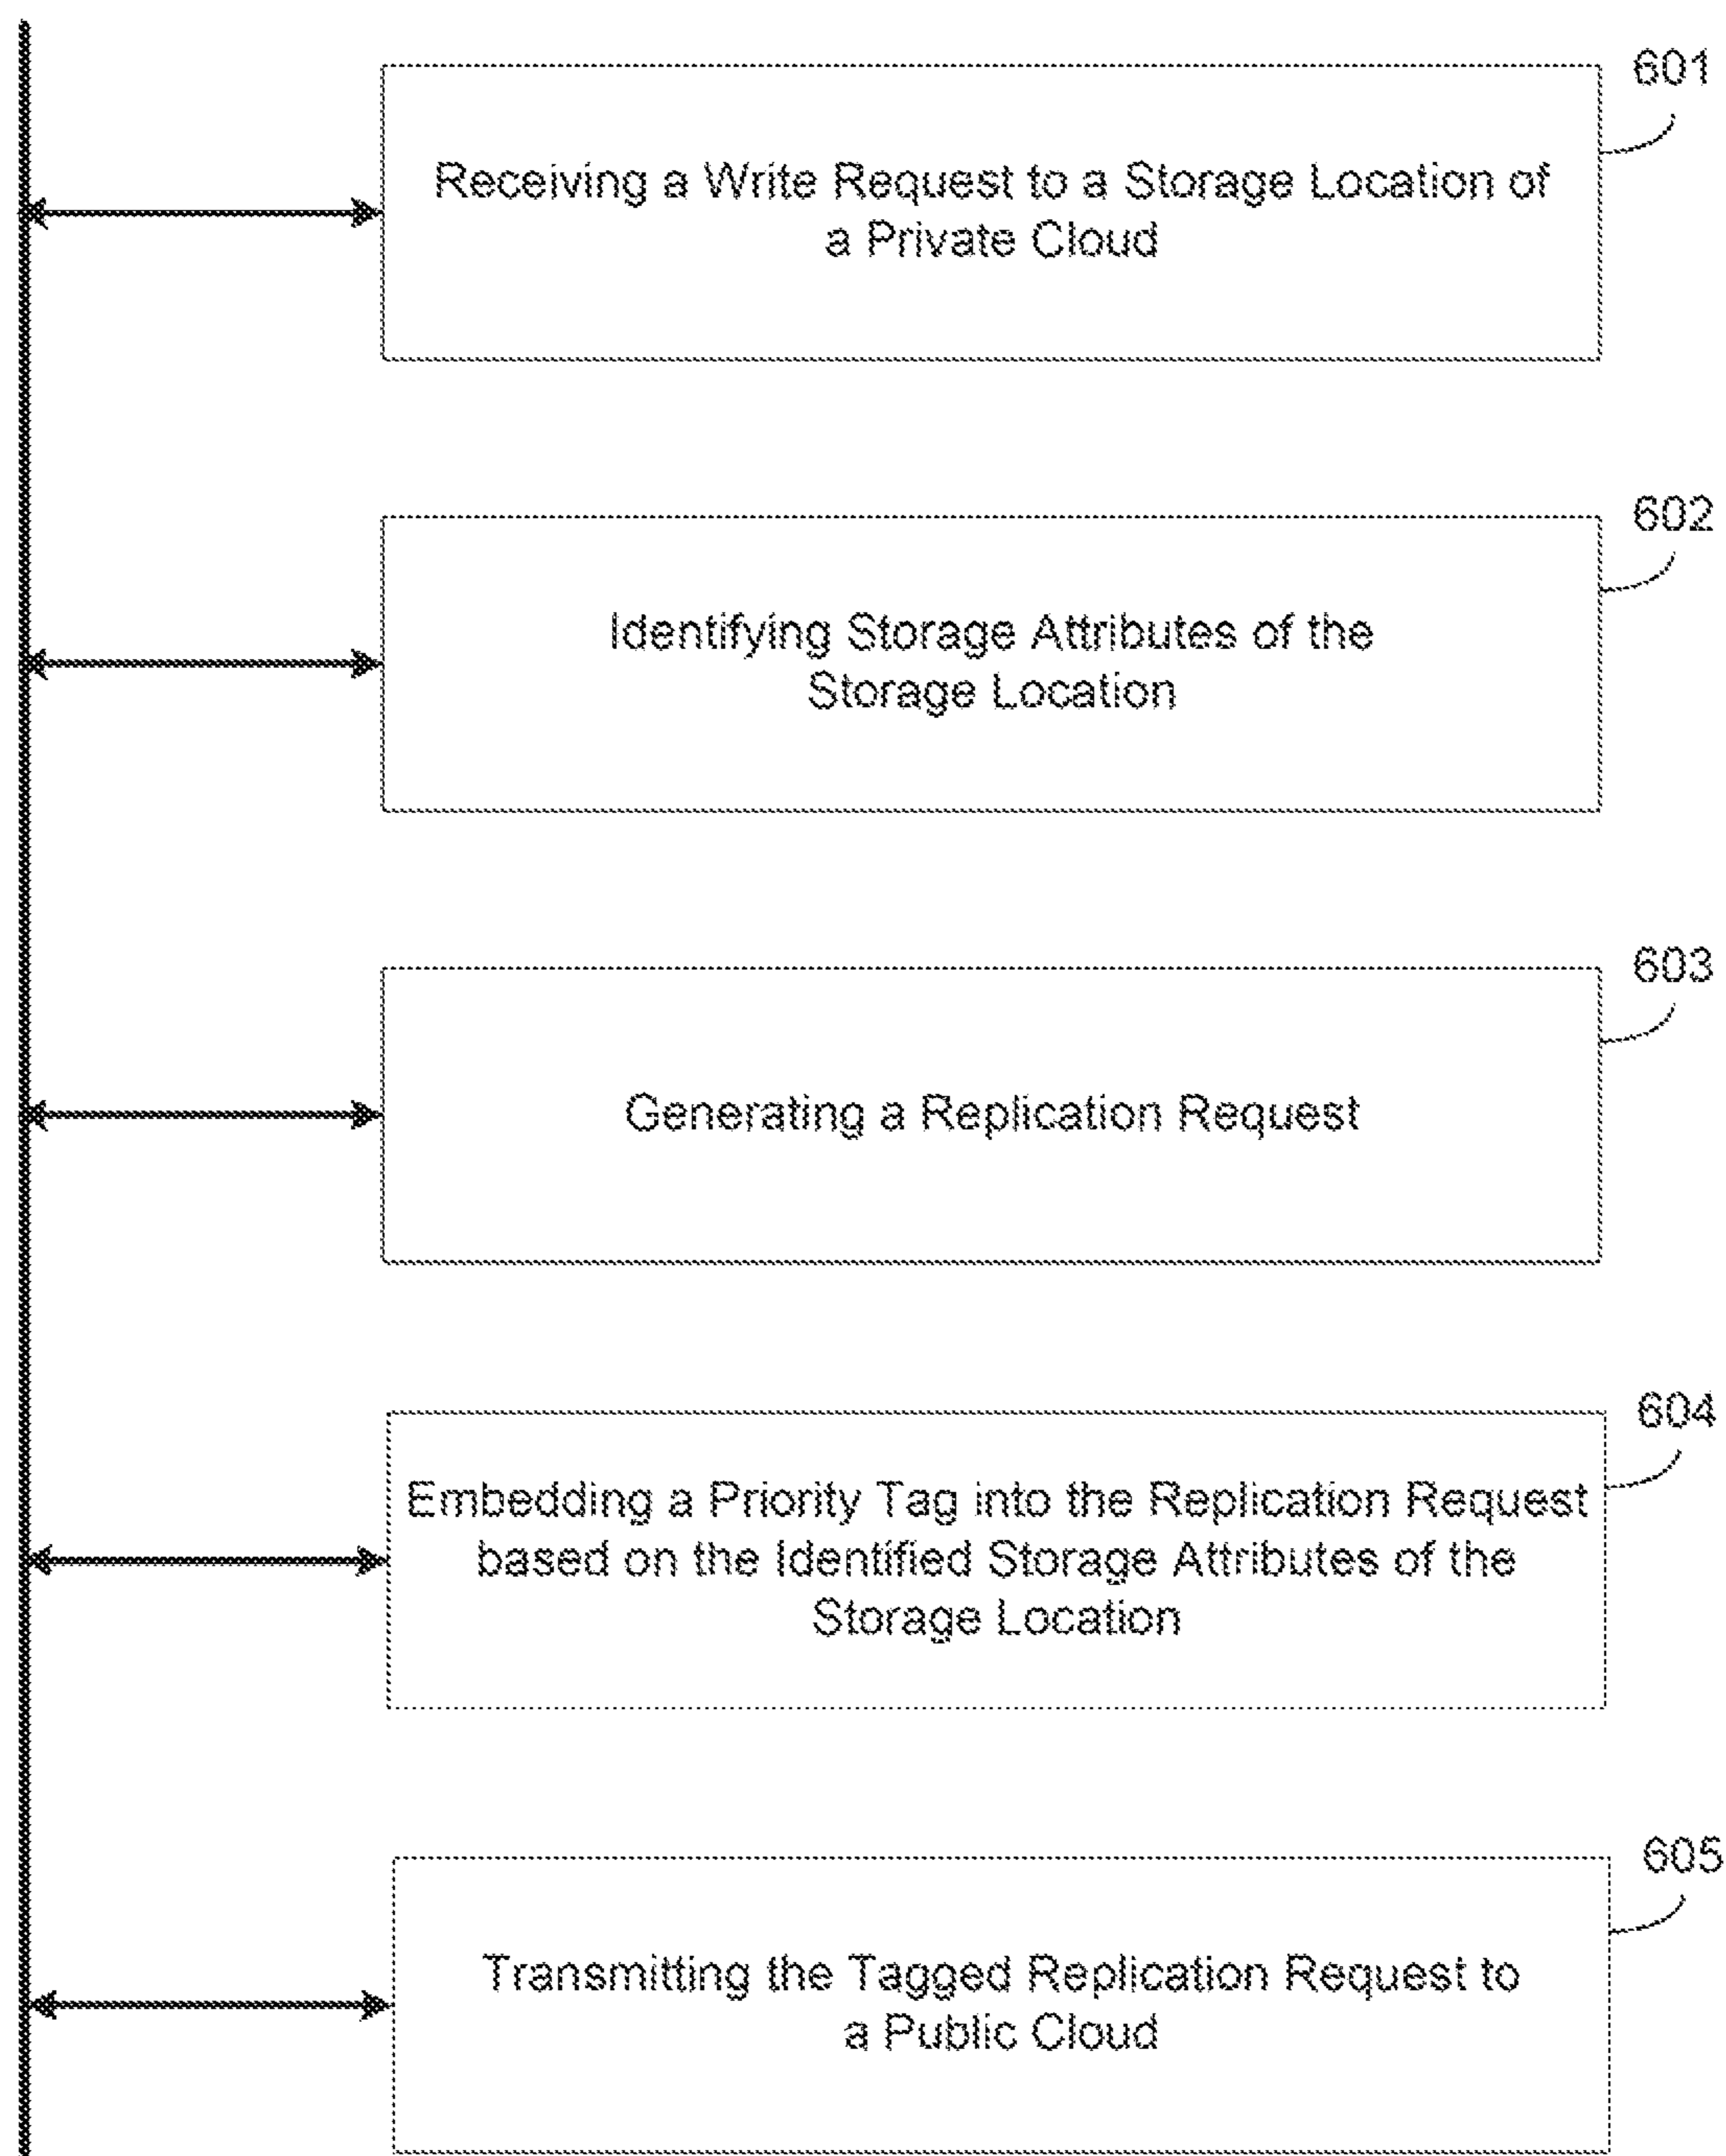 601
Receiving a Write Request to a Storage Location of
a Private Cloud
602
Identifying Storage Attributes of the
Storage Location
603
Generating a Replication Request
604
Embedding a Priority Tag into the Replication Request
based on the Identified Storage Attributes of the
Storage Location
605
Transmitting the Tagged Replication Request to
a Public Cloud